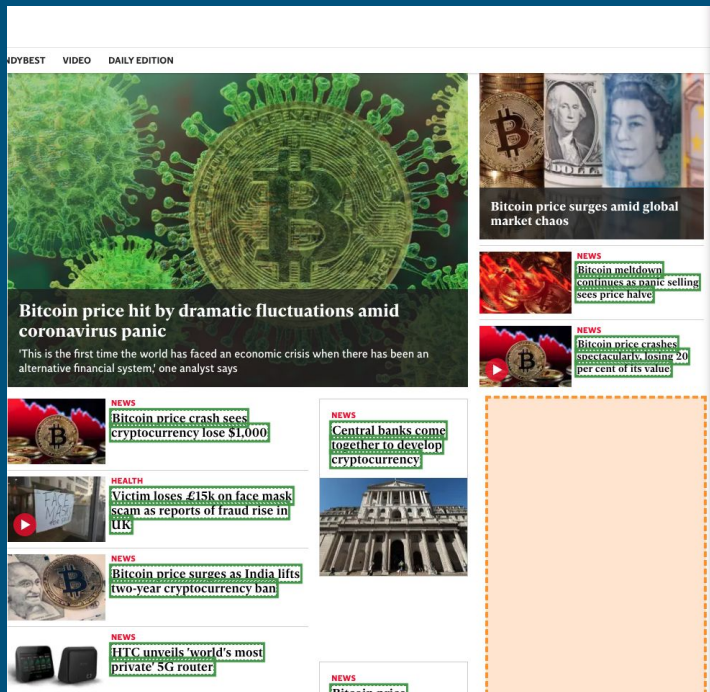 NDYBEST VIDEO DAILY EDITION
Bitcoin price hit by dramatic fluctuations amid
coronavirus panic
'This is the first time the world has faced an economic crisis when there has been an
alternative financial system,' one analyst says
Bitcoin price surges amid global
market chaos
NEWS
Bitcoin meltdown
continues as panic selling
sees price halve
NEWS
Bitcoin price crashes
spectacularly, losing 20
per cent of its value
NEWS
Bitcoin price crash sees
cryptocurrency lose $1,000
HEALTH
Victim loses £15k on face mask
scam as reports of fraud rise in
UK
FACE
NEWS
Bitcoin price surges as India lifts
two-year cryptocurrency ban
NEWS
HTC unveils 'world's most
private' 5G router
NEWS
Central banks come
together to develop
cryptocurrency
NEWS
Bitcoin price